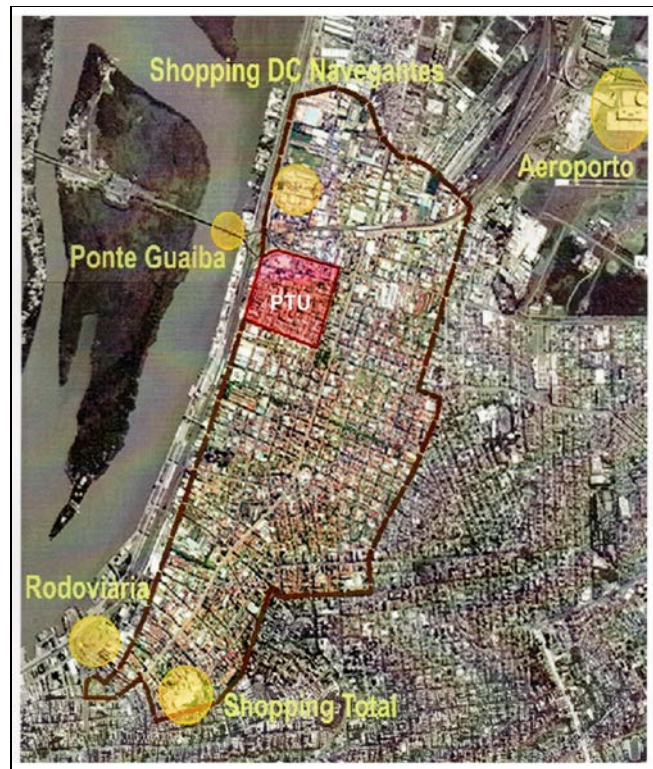 Shopping DC Navegantes
Aeroporto
Ponte Guaiba
PTU
Rodoviaria
Shopping Total